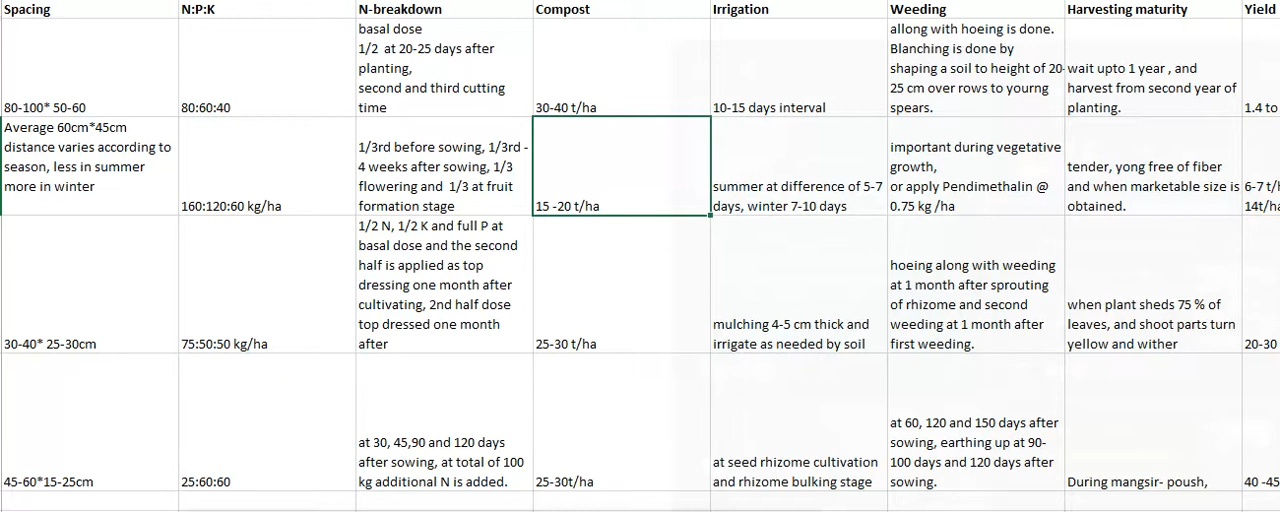 Spacing
N:P:K
N-breakdown
Compost
Irrigation
Weeding
Harvesting maturity
Yield
80-100* 50-60
80:60:40
basal dose
1/2 at 20-25 days after
planting,
second and third cutting
time
30-40 t/ha
10-15 days interval
allong with hoeing is done.
Blanching is done by
shaping a soil to height of 20-
25 cm over rows to yourng
spears.
wait upto 1 year , and
harvest from second year of
planting.
1.4 to
Average 60cm*45cm
distance varies according to
season, less in summer
more in winter
160:120:60 kg/ha
1/3rd before sowing, 1/3rd -
4 weeks after sowing, 1/3
flowering and 1/3 at fruit
formation stage
15 -20 t/ha
summer at difference of 5-7
days, winter 7-10 days
important during vegetative
growth,
or apply Pendimethalin @
0.75 kg /ha
tender, yong free of fiber
and when marketable size is
obtained.
6-7 t/h
14t/ha
30-40* 25-30cm
75:50:50 kg/ha
1/2 N, 1/2 K and full P at
basal dose and the second
half is applied as top
dressing one month after
cultivating, 2nd half dose
top dressed one month
after
25-30 t/ha
mulching 4-5 cm thick and
irrigate as needed by soil
hoeing along with weeding
at 1 month after sprouting
of rhizome and second
weeding at 1 month after
first weeding.
when plant sheds 75 % of
leaves, and shoot parts turn
yellow and wither
20-30
45-60*15-25cm
25:60:60
at 30, 45,90 and 120 days
after sowing, at total of 100
kg additional N is added.
25-30t/ha
at seed rhizome cultivation
and rhizome bulking stage
at 60, 120 and 150 days after
sowing, earthing up at 90-
100 days and 120 days after
sowing.
During mangsir- poush,
40 -45